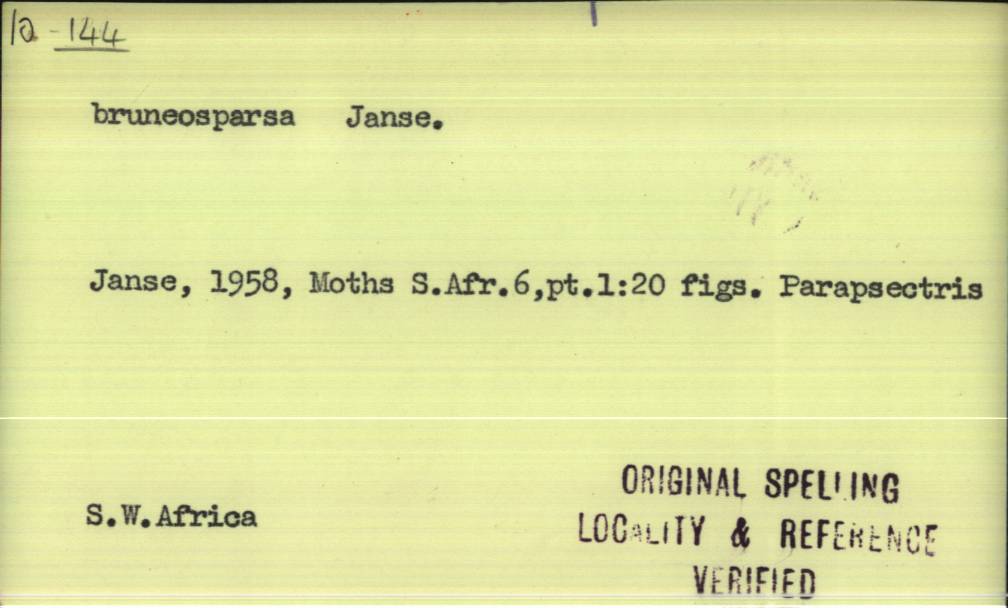 10-144
bruneosparsa Janse.
Janse, 1958, Moths S.Afr.6,pt.1:20 figs. Parapsectris
S.W.Africa
ORIGINAL SPELLING
LOCALITY & REFERENCE
VERIFIED